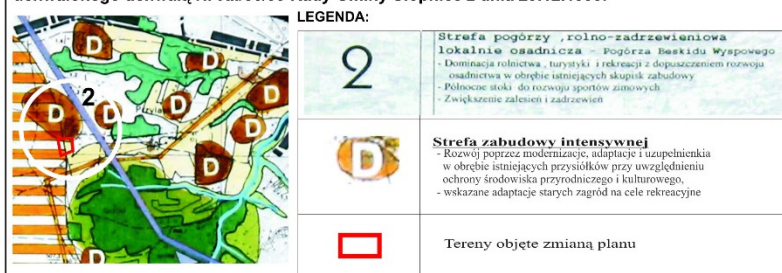 LEGENDA:
2
Strefa pogórzy ,rolno-zadrzewieniowa
lokalnie osadnicza - Pogórza Beskidu Wyspowego
- Dominacja rolnictwa, turystyki i rekreacji z dopuszczeniem rozwoju
osadnictwa w obrębie istniejących skupisk zabudowy
- Północne stoki do rozwoju sportów zimowych
- Zwiększenie zalesień i zadrzewień
D
Strefa zabudowy intensywnej
- Rozwój poprzez modernizacje, adaptacje i uzupełnienkia
w obrębie istniejących przysiółków przy uwzględnieniu
ochrony środowiska przyrodniczego i kulturowego,
- wskazane adaptacje starych zagród na cele rekreacyjne
Tereny objęte zmianą planu
D
D
2
D
D
D
D
D
D